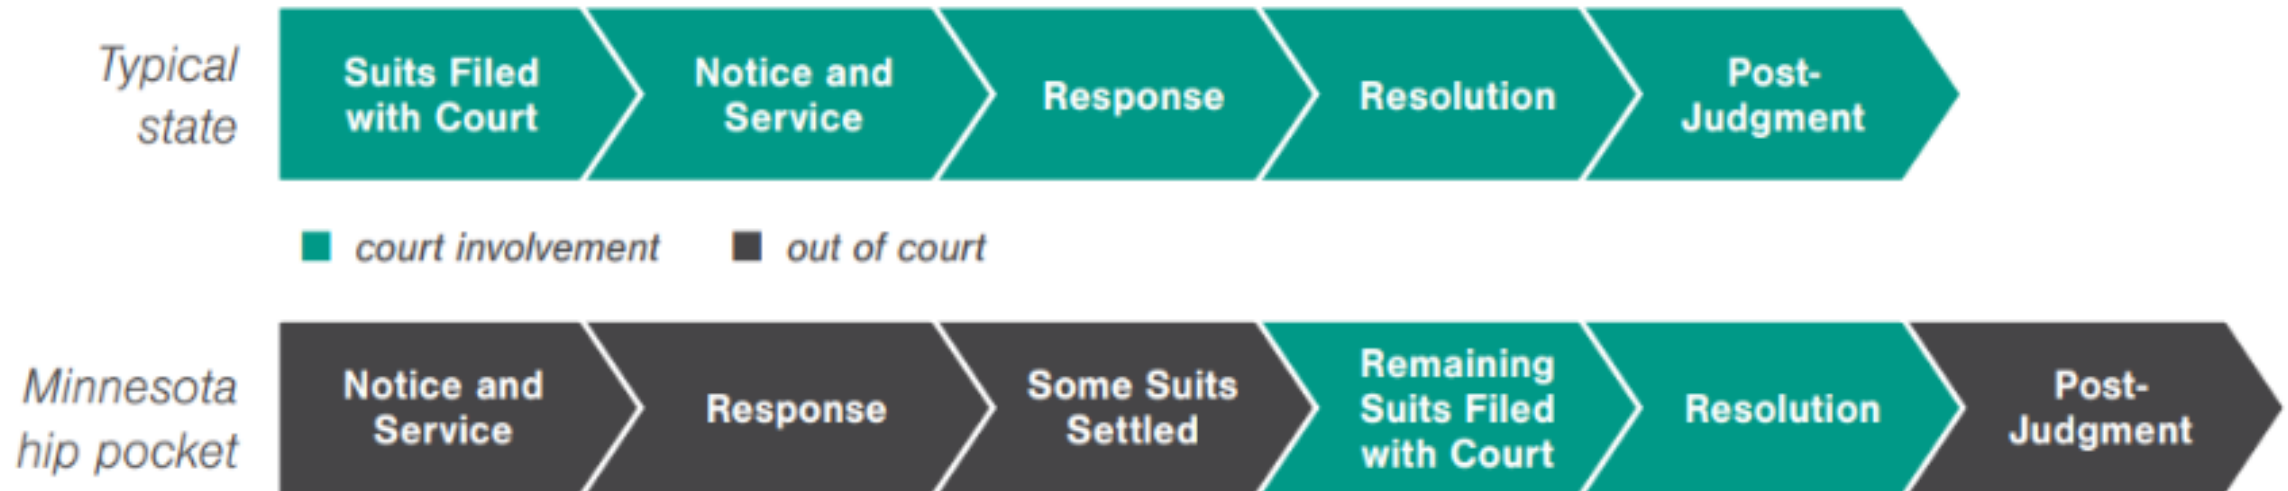 Typical
state
Suits Filed
with Court
Notice and
Service
Response
Resolution
Post-
Judgment
court involvement
out of court
Minnesota
hip pocket
Notice and
Service
Response
Some Suits
Settled
Remaining
Suits Filed
with Court
Resolution
Post-
Judgment